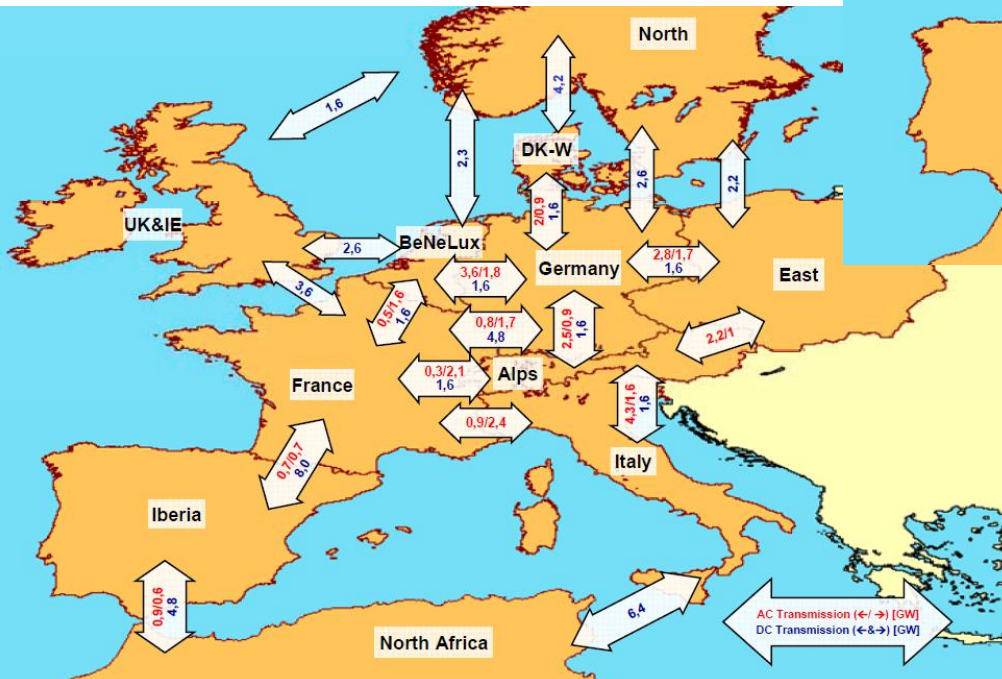 North
4,2
1,6
DK-W
2,3
2,6
2,2
2/0,9
1,6
UK&IE
BeNeLux
2,6
3,6/1,8
1,6
Germany
2,8/1,7
1,6
East
3,6
0,5/1,6
1,6
0,8/1,7
4,8
2,5/0,9
1,6
2,2/1
France
0,3/2,1
1,6
Alps
4,3/1,6
1,6
0,9/2,4
Italy
0,7/0,7
8,0
Iberia
0,9/0,6
4,8
6,4
North Africa
AC Transmission (←/ →) [GW]
DC Transmission (←&→) [GW]